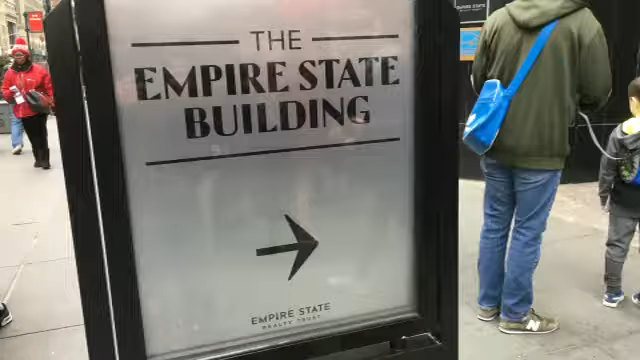 THE
EMPIRE STATE
BUILDING
EMPIRE STATE
REALTY TRUST